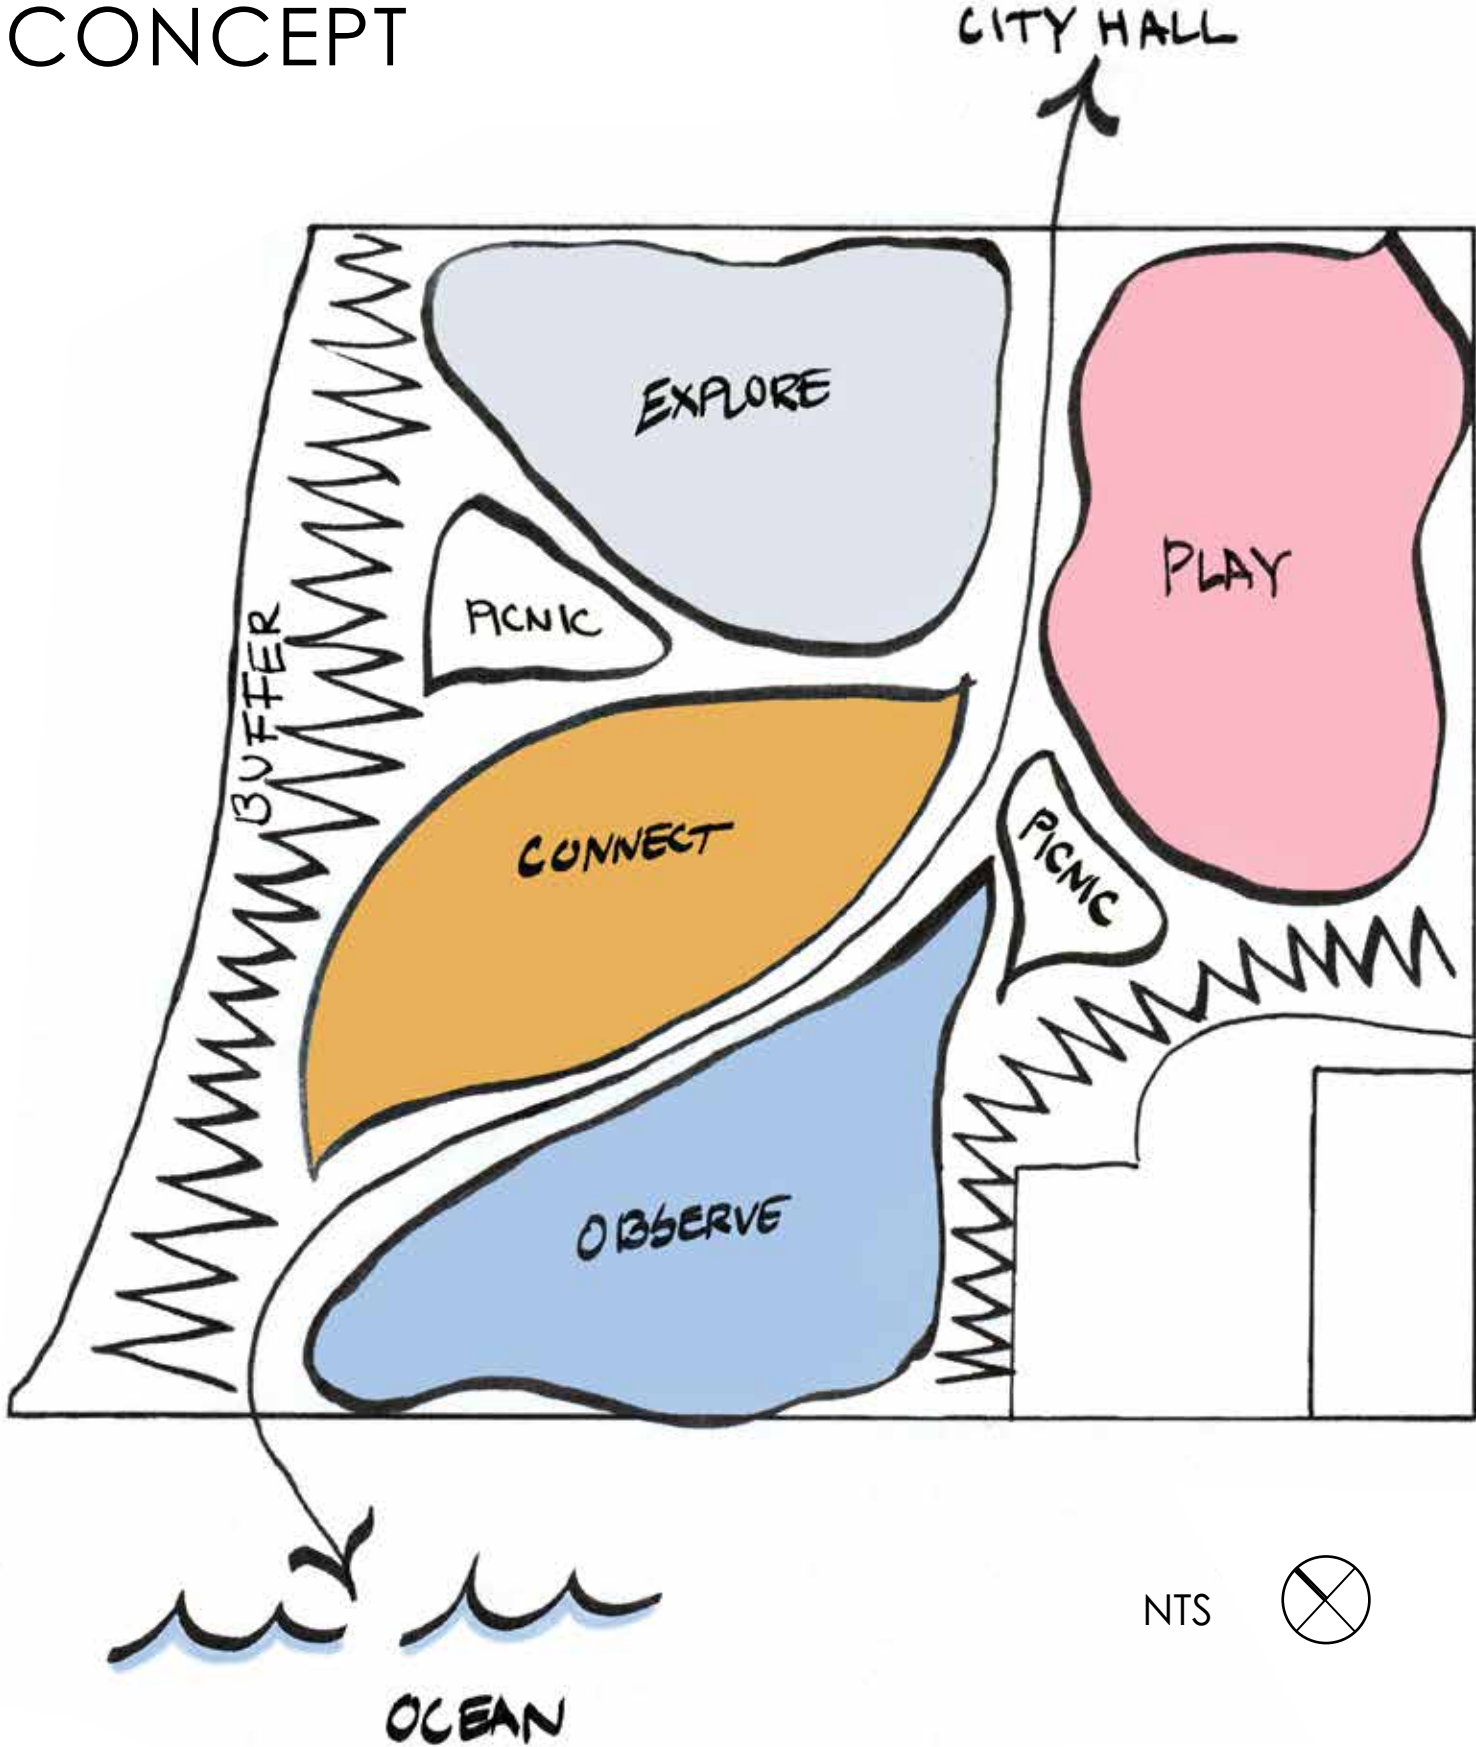 CONCEPT
CITY HALL
EXPLORE
PLAY
PICNIC
BUFFER
CONNECT
PICNIC
OBSERVE
NTS
OCEAN